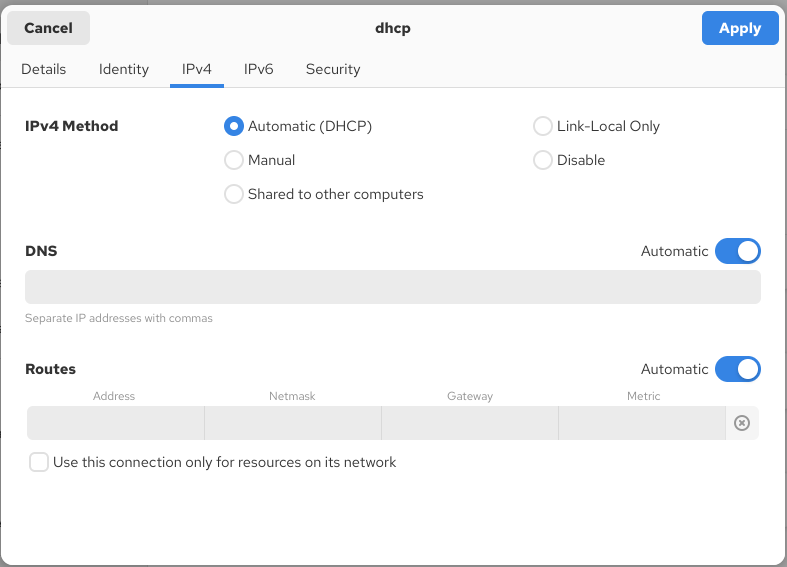 Cancel dhcp Apply
Details Identity IPv4 IPv6 Security
IPv4 Method Automatic (DHCP) Link-Local Only
Manual Disable
Shared to other computers
DNS Automatic
Separate IP addresses with commas
Routes Automatic
Address Netmask Gateway Metric
Use this connection only for resources on its network